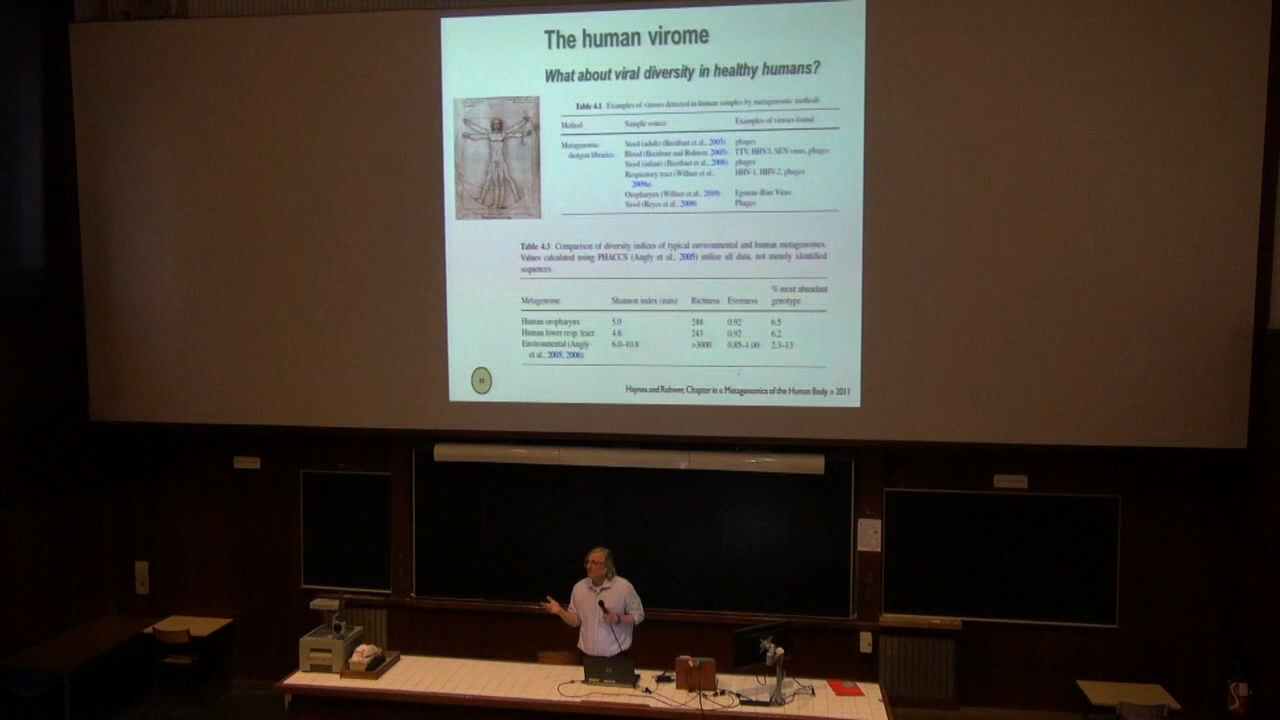 The human virome
What about viral diversity in healthy humans?
Table 4.1 Examples of viruses detected in human samples by metagenomic methods
Method Sample source Examples of viruses found
Metagenomic Stool (adult) (Breitbart et al., 2003) phages
shotgun libraries Blood (Breitbart and Rohwer, 2005) TTV, HHV3, SEN virus, phages
Stool (infant) (Breitbart et al., 2008) phages
Respiratory tract (Willner et al., HHV-1, HHV-2, phages
2009a)
Oropharynx (Willner et al., 2010) Epstein–Barr Virus
Stool (Reyes et al., 2009) Phages
Table 4.3 Comparison of diversity indices of typical environmental and human metagenomes.
Values calculated using PHACCS (Angly et al., 2005) utilize all data, not merely identified
sequences
% most abundant
Metagenome Shannon index (nats) Richness Evenness genotype
Human oropharynx 5.0 248 0.92 6.5
Human lower resp. tract 4.8 243 0.92 6.2
Environmental (Angly 6.0–10.8 >3000 0.85–1.00 2.3–13
et al., 2005, 2006)
Haynes and Rohwer, Chapter in « Metagenomics of the Human Body » 2011